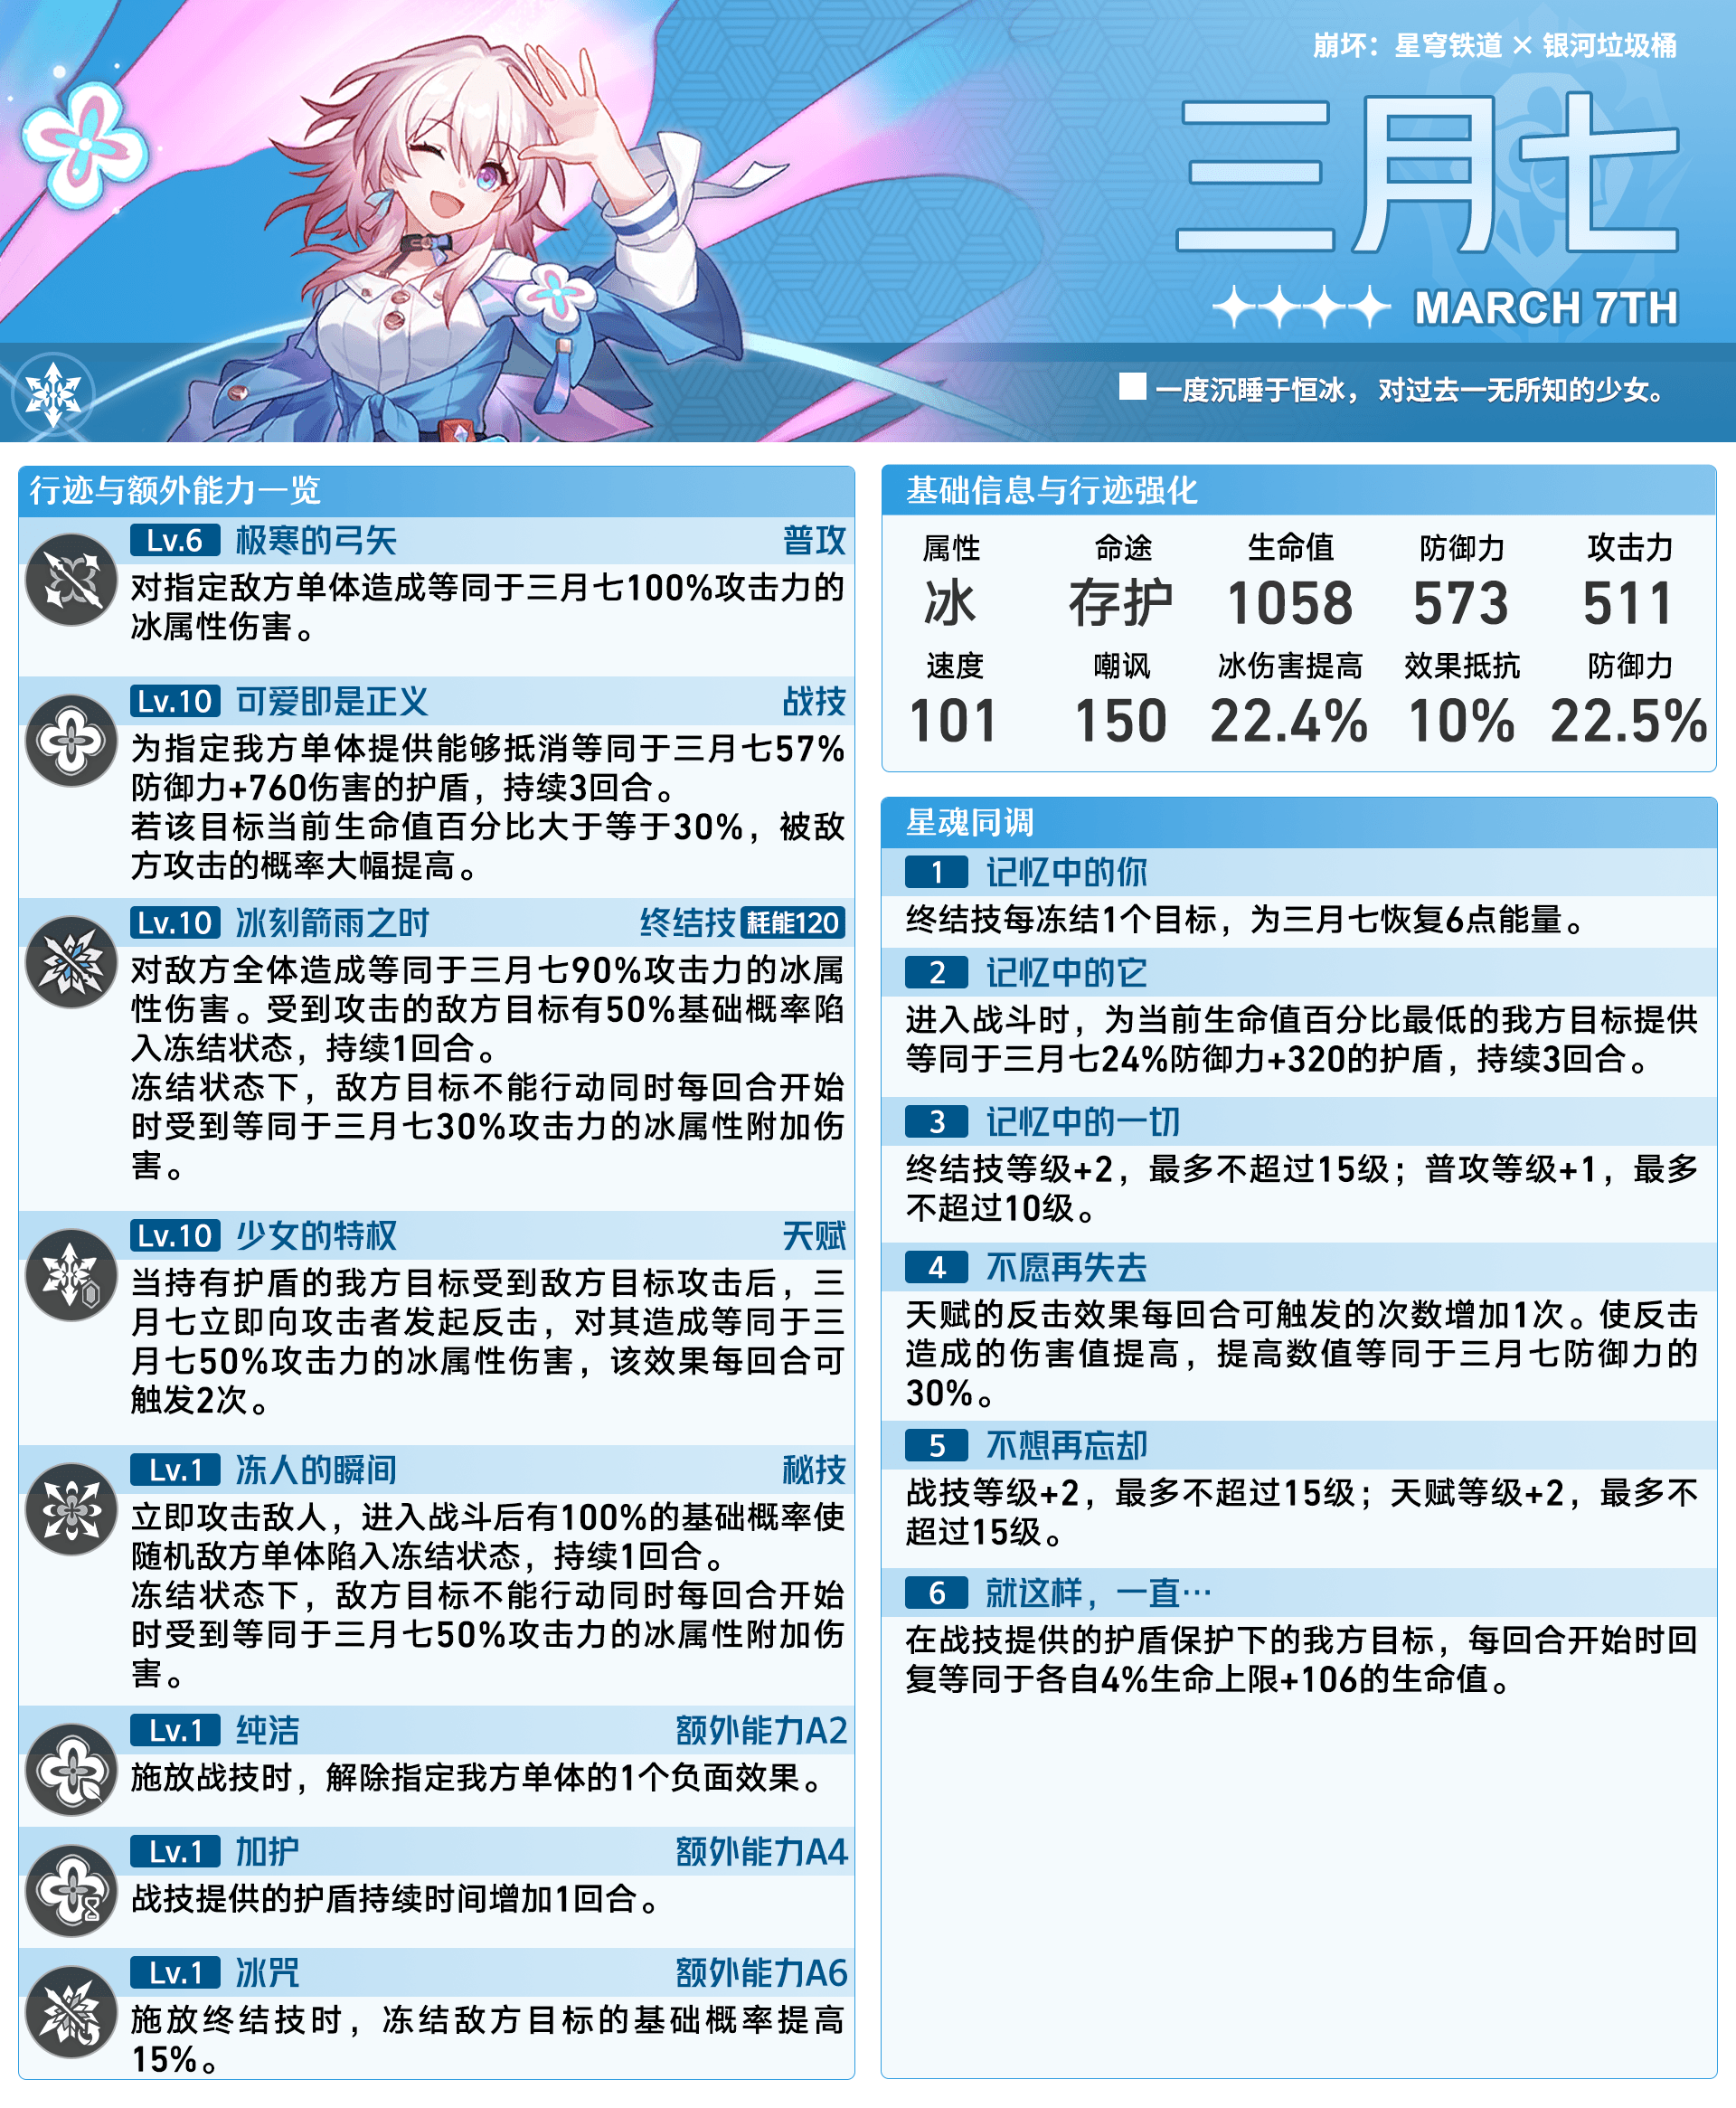 崩坏：星穹铁道 × 银河垃圾桶
三月七
MARCH 7TH
一度沉睡于恒冰，对过去一无所知的少女。
行迹与额外能力一览
Lv.6 极寒的弓矢 普攻
对指定敌方单体造成等同于三月七100%攻击力的
冰属性伤害。
Lv.10 可爱即是正义 战技
为指定我方单体提供能够抵消等同于三月七57%
防御力+760伤害的护盾，持续3回合。
若该目标当前生命值百分比大于等于30%，被敌
方攻击的概率大幅提高。
Lv.10 冰刻箭雨之时 终结技 耗能120
对敌方全体造成等同于三月七90%攻击力的冰属
性伤害。受到攻击的敌方目标有50%基础概率陷
入冻结状态，持续1回合。
冻结状态下，敌方目标不能行动同时每回合开始
时受到等同于三月七30%攻击力的冰属性附加伤
害。
Lv.10 少女的特权 天赋
当持有护盾的我方目标受到敌方目标攻击后，三
月七立即向攻击者发起反击，对其造成等同于三
月七50%攻击力的冰属性伤害，该效果每回合可
触发2次。
Lv.1 冻人的瞬间 秘技
立即攻击敌人，进入战斗后有100%的基础概率使
随机敌方单体陷入冻结状态，持续1回合。
冻结状态下，敌方目标不能行动同时每回合开始
时受到等同于三月七50%攻击力的冰属性附加伤
害。
Lv.1 纯洁 额外能力A2
施放战技时，解除指定我方单体的1个负面效果。
Lv.1 加护 额外能力A4
战技提供的护盾持续时间增加1回合。
Lv.1 冰咒 额外能力A6
施放终结技时，冻结敌方目标的基础概率提高
15%。
基础信息与行迹强化
属性 命途 生命值 防御力 攻击力
冰 存护 1058 573 511
速度 嘲讽 冰伤害提高 效果抵抗 防御力
101 150 22.4% 10% 22.5%
星魂同调
1 记忆中的你
终结技每冻结1个目标，为三月七恢复6点能量。
2 记忆中的它
进入战斗时，为当前生命值百分比最低的我方目标提供
等同于三月七24%防御力+320的护盾，持续3回合。
3 记忆中的一切
终结技等级+2，最多不超过15级；普攻等级+1，最多
不超过10级。
4 不愿再失去
天赋的反击效果每回合可触发的次数增加1次。使反击
造成的伤害值提高，提高数值等同于三月七防御力的
30%。
5 不想再忘却
战技等级+2，最多不超过15级；天赋等级+2，最多不
超过15级。
6 就这样，一直…
在战技提供的护盾保护下的我方目标，每回合开始时回
复等同于各自4%生命上限+106的生命值。